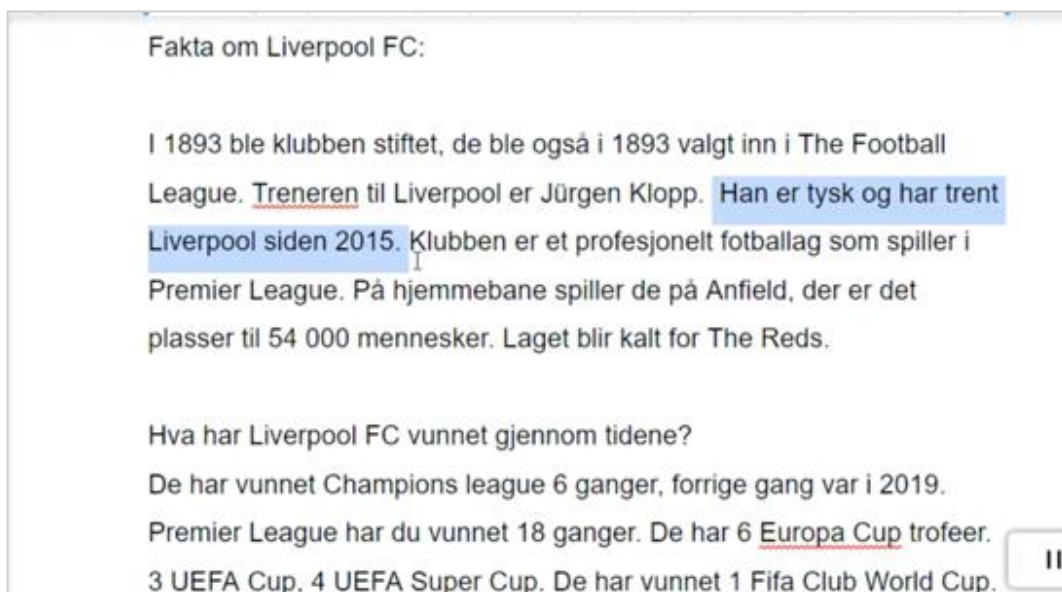 Fakta om Liverpool FC:
I 1893 ble klubben stiftet, de ble også i 1893 valgt inn i The Football
League. Treneren til Liverpool er Jürgen Klopp. Han er tysk og har trent
Liverpool siden 2015. Klubben er et profesjonelt fotballag som spiller i
Premier League. På hjemmebane spiller de på Anfield, der er det
plasser til 54 000 mennesker. Laget blir kalt for The Reds.
Hva har Liverpool FC vunnet gjennom tidene?
De har vunnet Champions league 6 ganger, forrige gang var i 2019.
Premier League har du vunnet 18 ganger. De har 6 Europa Cup trofeer.
3 UEFA Cup, 4 UEFA Super Cup. De har vunnet 1 Fifa Club World Cup.